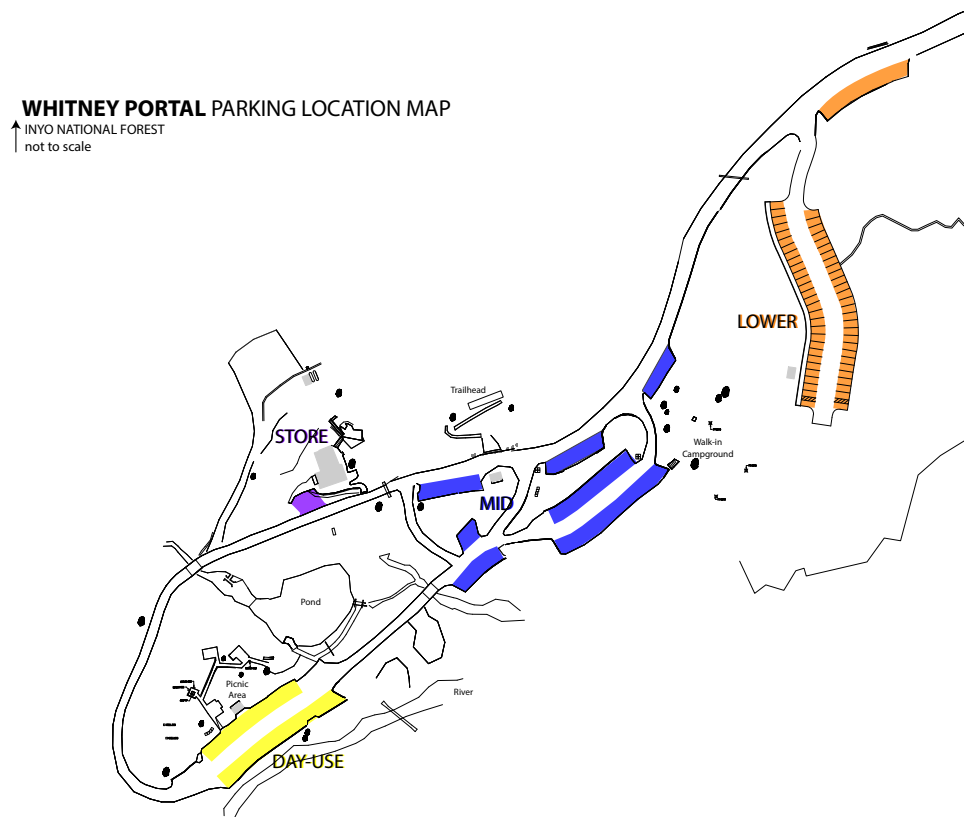 WHITNEY PORTAL PARKING LOCATION MAP
INYO NATIONAL FOREST
not to scale
LOWER
Trailhead
STORE
Walk-in
Campground
MID
Pond
Picnic
Area
River
DAY-USE